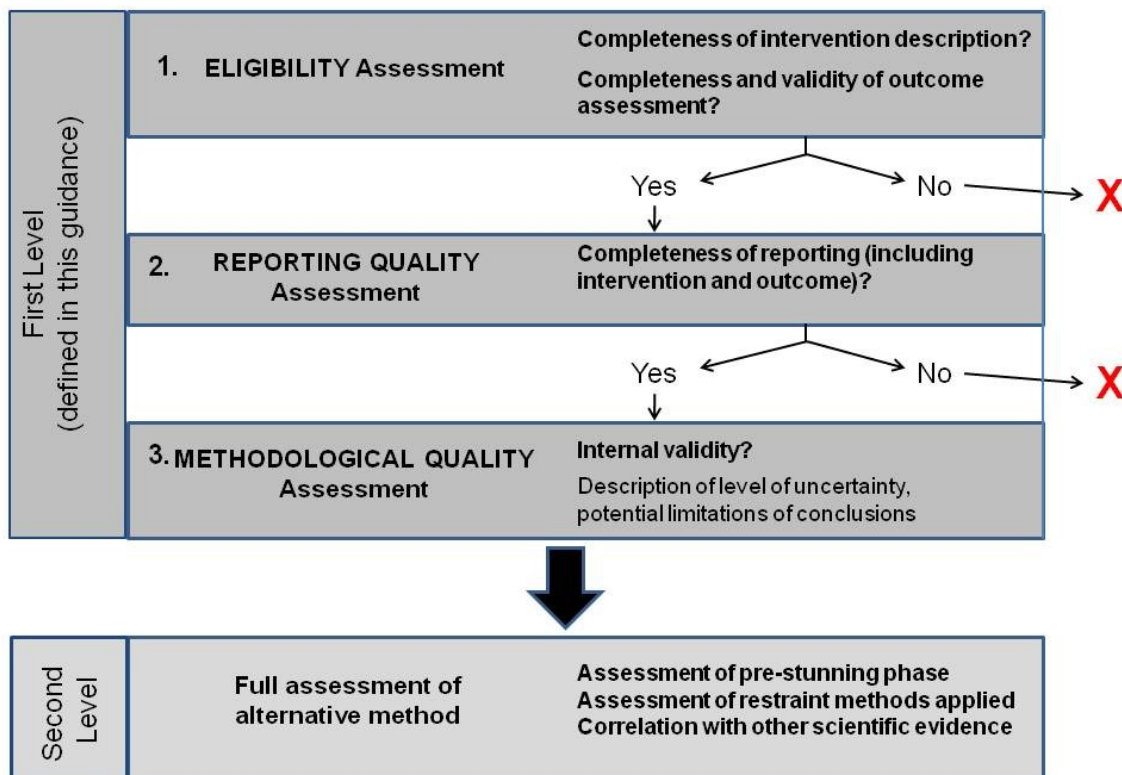 First Level
(defined in this guidance)
1. ELIGIBILITY Assessment
Completeness of intervention description?
Completeness and validity of outcome
assessment?
Yes
No
X
2. REPORTING QUALITY
Assessment
Completeness of reporting (including
intervention and outcome)?
Yes
No
X
3. METHODOLOGICAL QUALITY
Assessment
Internal validity?
Description of level of uncertainty,
potential limitations of conclusions
Second
Level
Full assessment of
alternative method
Assessment of pre-stunning phase
Assessment of restraint methods applied
Correlation with other scientific evidence